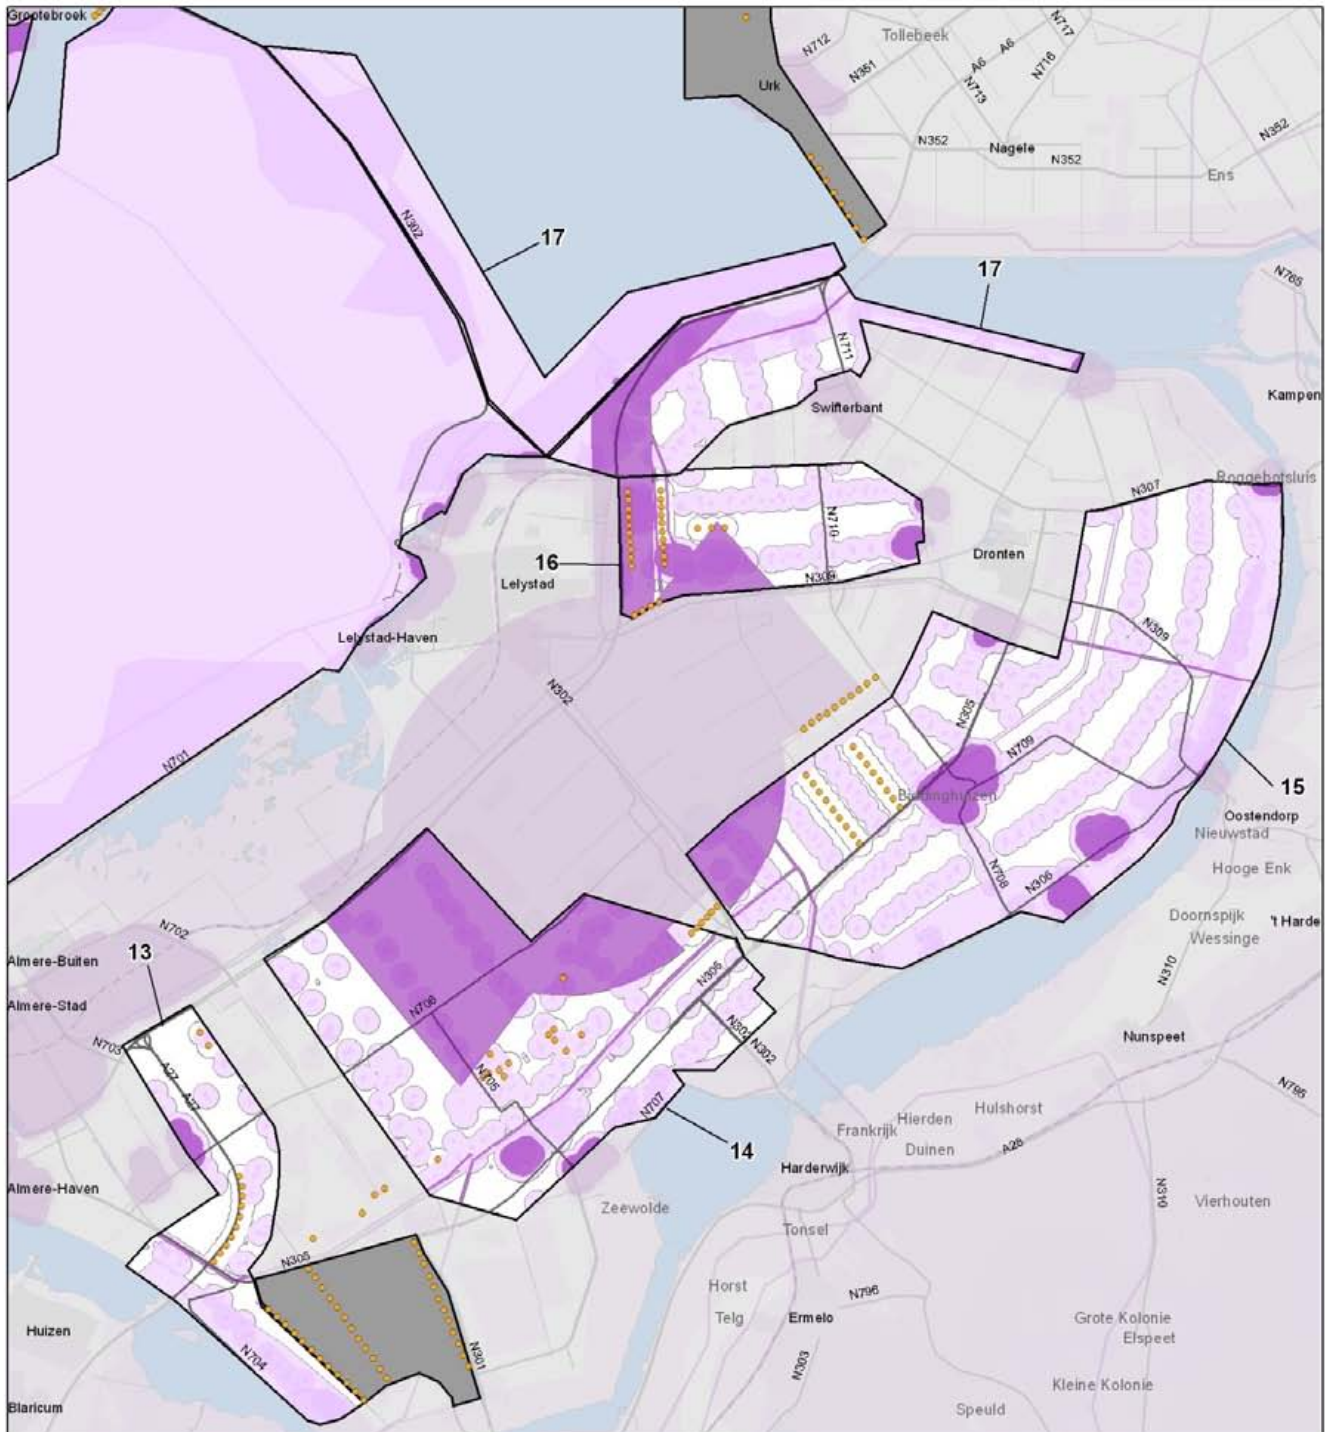 Grootebroek
N712
Tollebeek
N717
A6
N351
A6
N716
N713
Urk
N352
Nagele
N352
N352
Ens
N302
17
17
N765
N711
Kampen
Swifterbant
Roggebotsluis
N307
N710
16
Lelystad
Dronten
N309
N309
Lelystad-Haven
N302
N305
N709
N701
15
Biddinghuizen
Oostendorp
Nieuwstad
N708
N306
Hooge Enk
Doornspijk
't Harde
N702
Wessinge
13
Almere-Buiten
N310
N305
Almere-Stad
N706
N302
Nunspeet
N703
N302
A27
A27
N705
N795
N707
Hulshorst
Hierden
Frankrijk
Duinen
A28
14
Harderwijk
Almere-Haven
N310
Vierhouten
Zeewolde
Tonsel
N305
Horst
N796
Telg
Ermelo
Grote Kolonie
Huizen
Elspeet
N704
N301
N303
Kleine Kolonie
Blaricum
Speuld